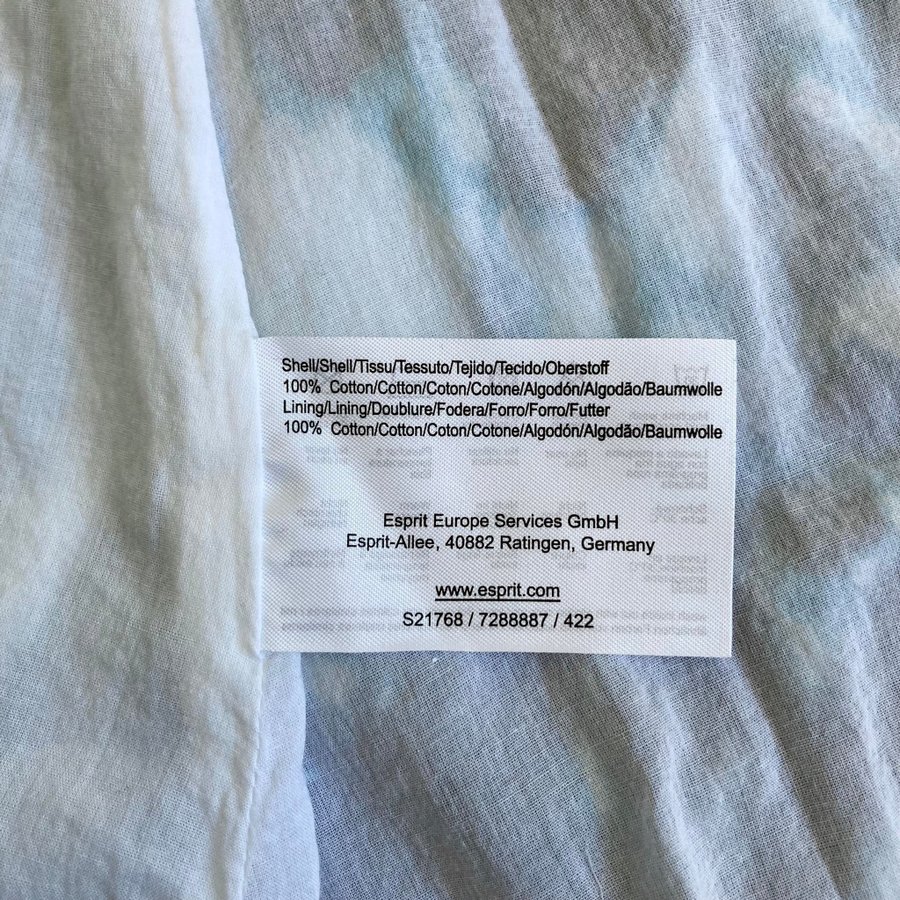 Shell/Shell/Tissu/Tessuto/Tejido/Tecido/Oberstoff
100% Cotton/Cotton/Coton/Cotone/Algodón/Algodão/Baumwolle
Lining/Lining/Doublure/Fodera/Forro/Forro/Futter
100% Cotton/Cotton/Coton/Cotone/Algodón/Algodão/Baumwolle
Esprit Europe Services GmbH
Esprit-Allee, 40882 Ratingen, Germany
www.esprit.com
S21768 / 7288887 / 422